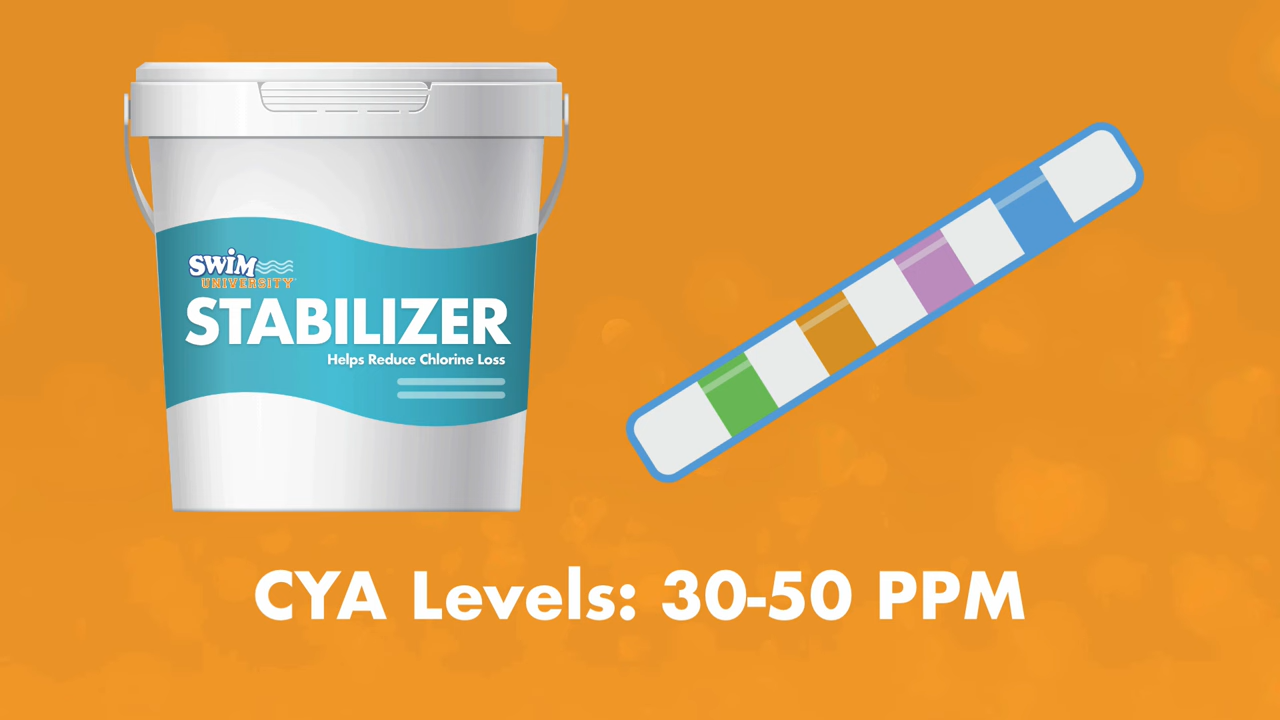 SWiM
UNIVERSITY
STABILIZER
Helps Reduce Chlorine Loss
CYA Levels: 30-50 PPM